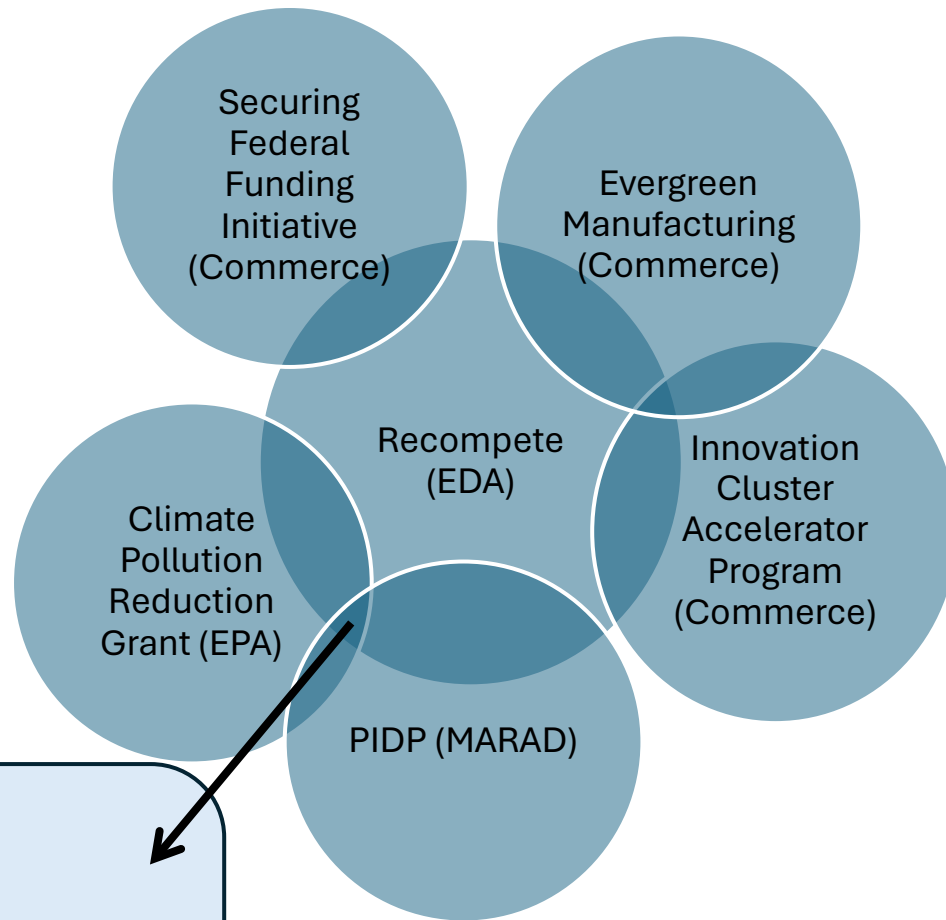 Securing
Federal
Funding
Initiative
(Commerce)
Evergreen
Manufacturing
(Commerce)
Recompete
(EDA)
Innovation
Cluster
Accelerator
Program
(Commerce)
Climate
Pollution
Reduction
Grant (EPA)
PIDP (MARAD)